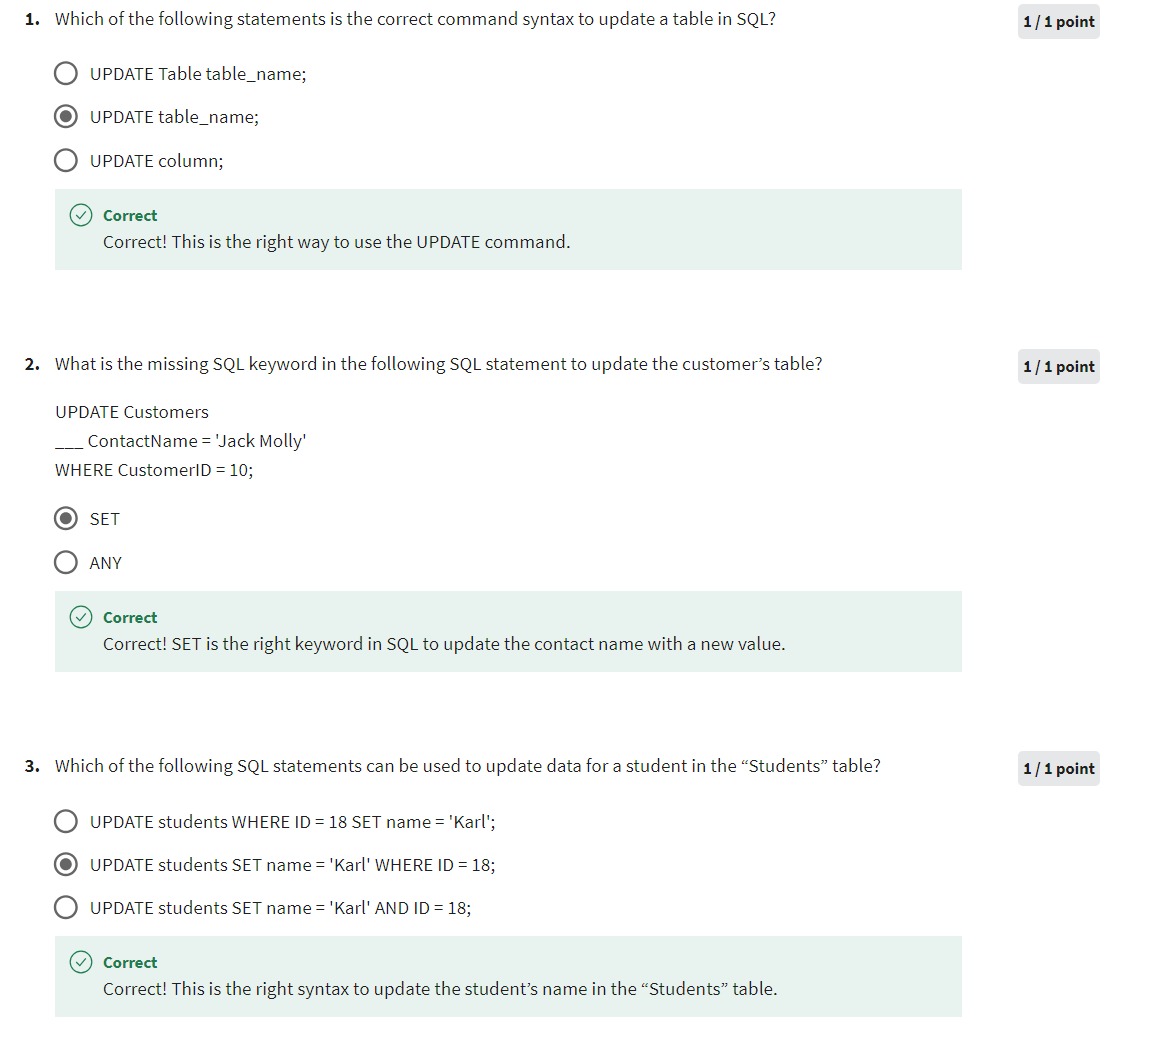 1. Which of the following statements is the correct command syntax to update a table in SQL?
1 / 1 point
UPDATE Table table_name;
UPDATE table_name;
UPDATE column;
Correct
Correct! This is the right way to use the UPDATE command.
2. What is the missing SQL keyword in the following SQL statement to update the customer’s table?
1 / 1 point
UPDATE Customers
___ ContactName = 'Jack Molly'
WHERE CustomerID = 10;
SET
ANY
Correct
Correct! SET is the right keyword in SQL to update the contact name with a new value.
3. Which of the following SQL statements can be used to update data for a student in the “Students” table?
1 / 1 point
UPDATE students WHERE ID = 18 SET name = 'Karl';
UPDATE students SET name = 'Karl' WHERE ID = 18;
UPDATE students SET name = 'Karl' AND ID = 18;
Correct
Correct! This is the right syntax to update the student’s name in the “Students” table.